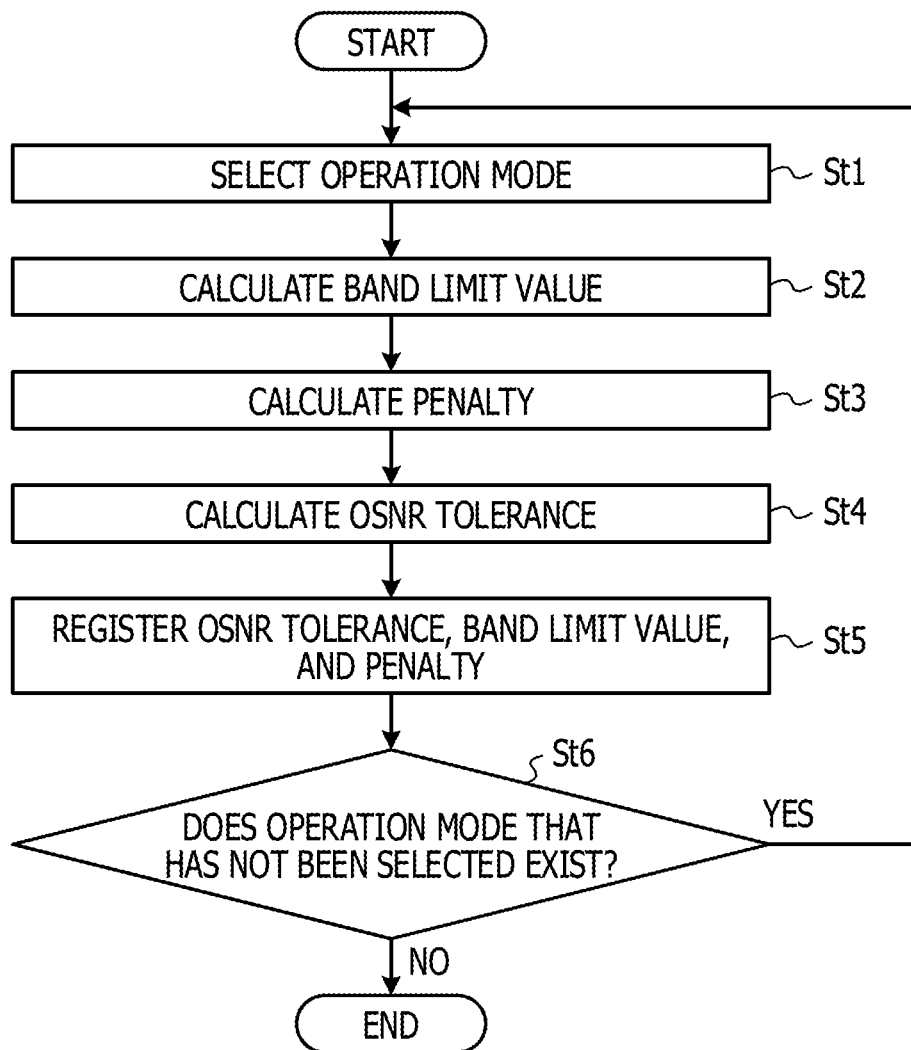 START
SELECT OPERATION MODE
St1
CALCULATE BAND LIMIT VALUE
St2
CALCULATE PENALTY
St3
CALCULATE OSNR TOLERANCE
St4
REGISTER OSNR TOLERANCE, BAND LIMIT VALUE,
AND PENALTY
St5
St6
DOES OPERATION MODE THAT
HAS NOT BEEN SELECTED EXIST?
YES
NO
END